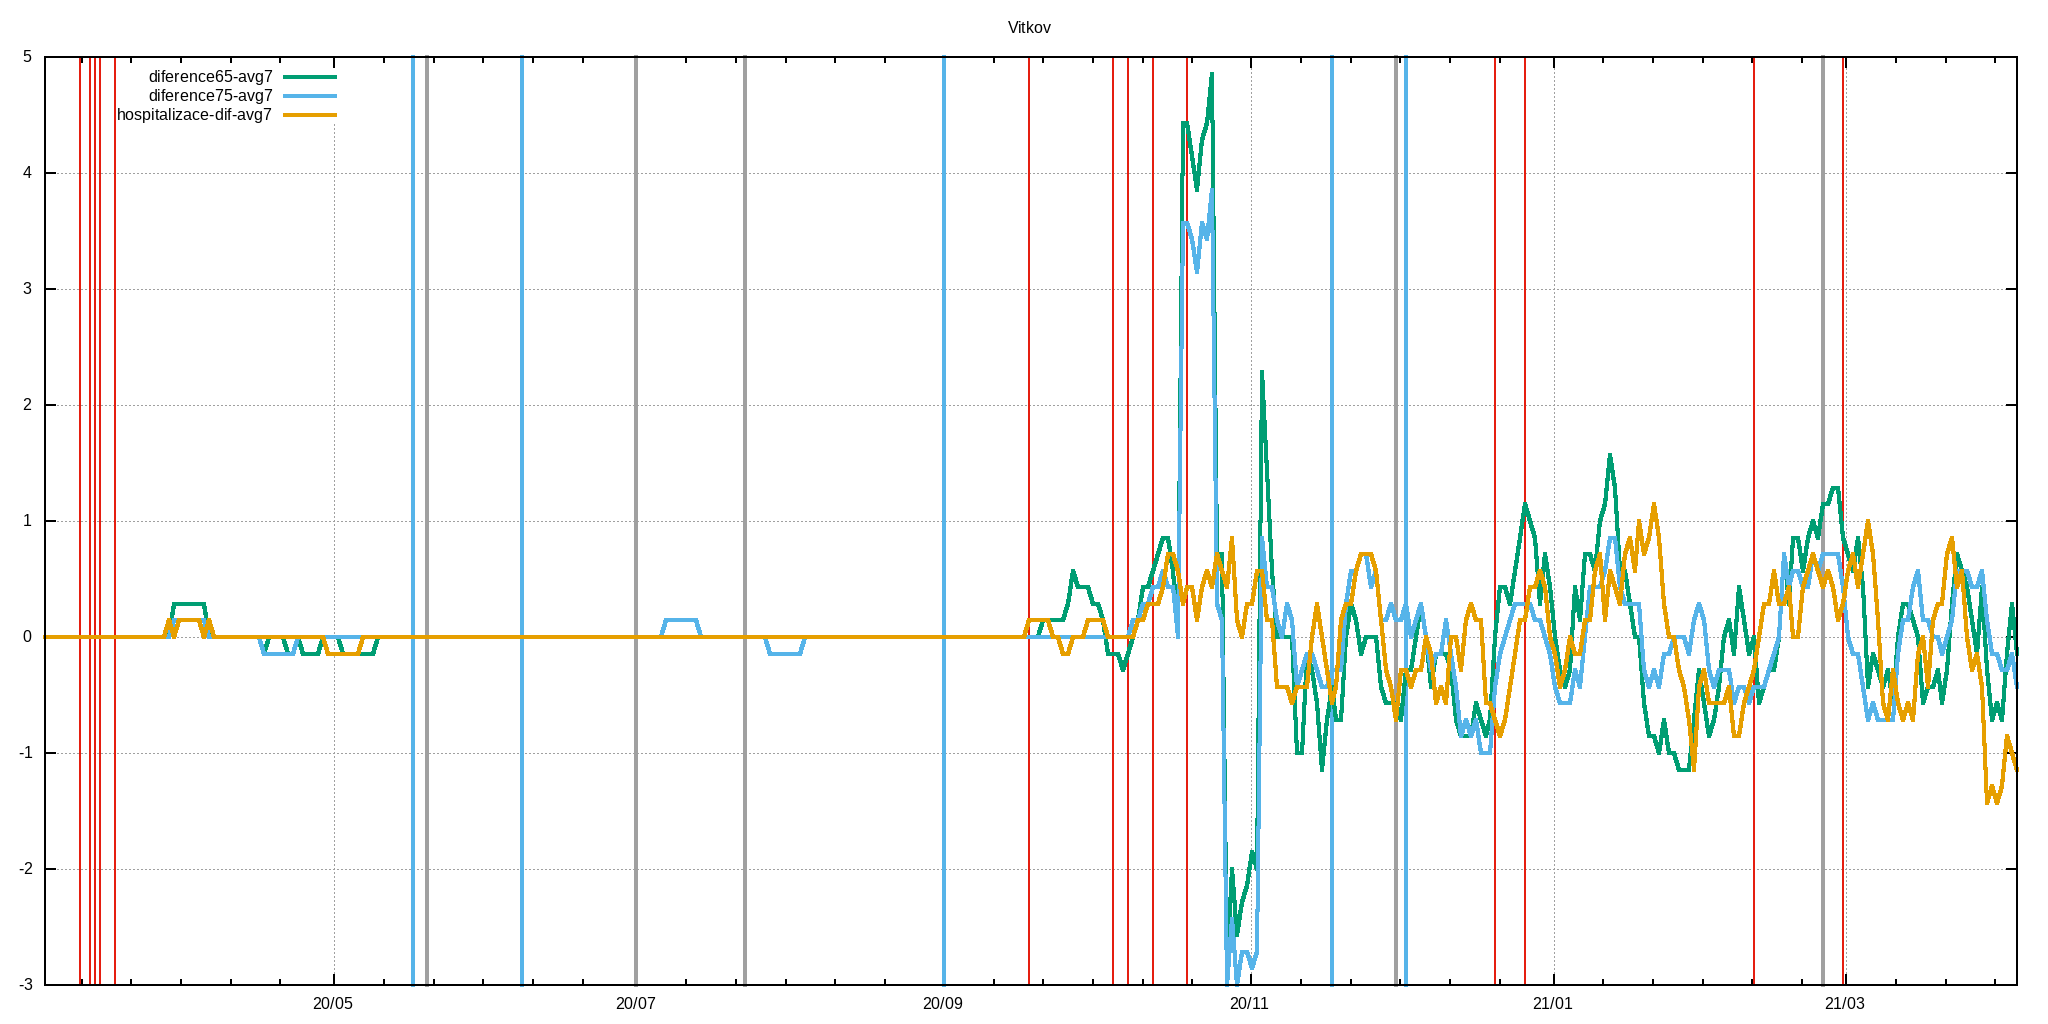 Vitkov
5
diference65-avg7
diference75-avg7
hospitalizace-dif-avg7
4
3
2
1
0
-1
-2
-3
20/05 20/07 20/09 20/11 21/01 21/03